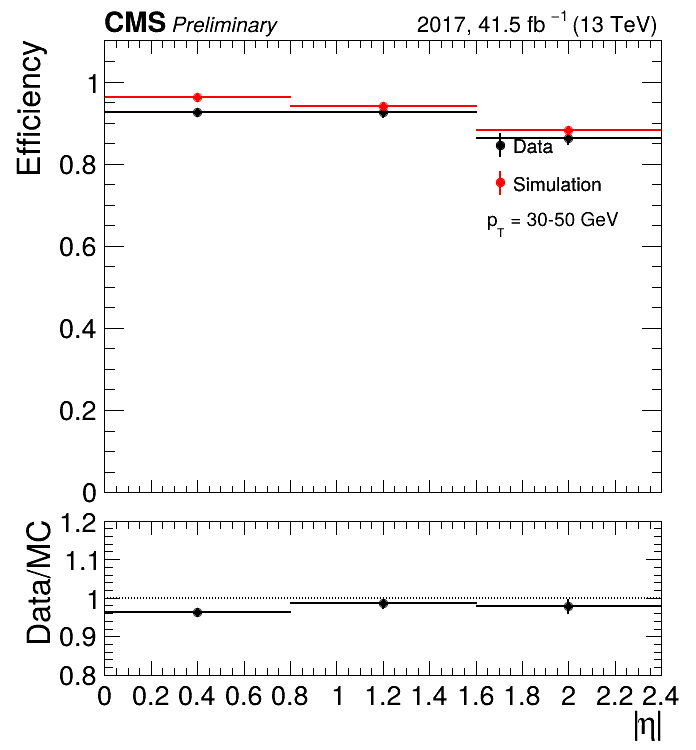 CMS Preliminary 2017, 41.5 fb⁻¹ (13 TeV)
Efficiency
1
0.8
Data
Simulation
p_T = 30-50 GeV
0.6
0.4
0.2
0
Data/MC
1.2
1.1
1
0.9
0.8
0 0.2 0.4 0.6 0.8 1 1.2 1.4 1.6 1.8 2 2.2 2.4
|η|